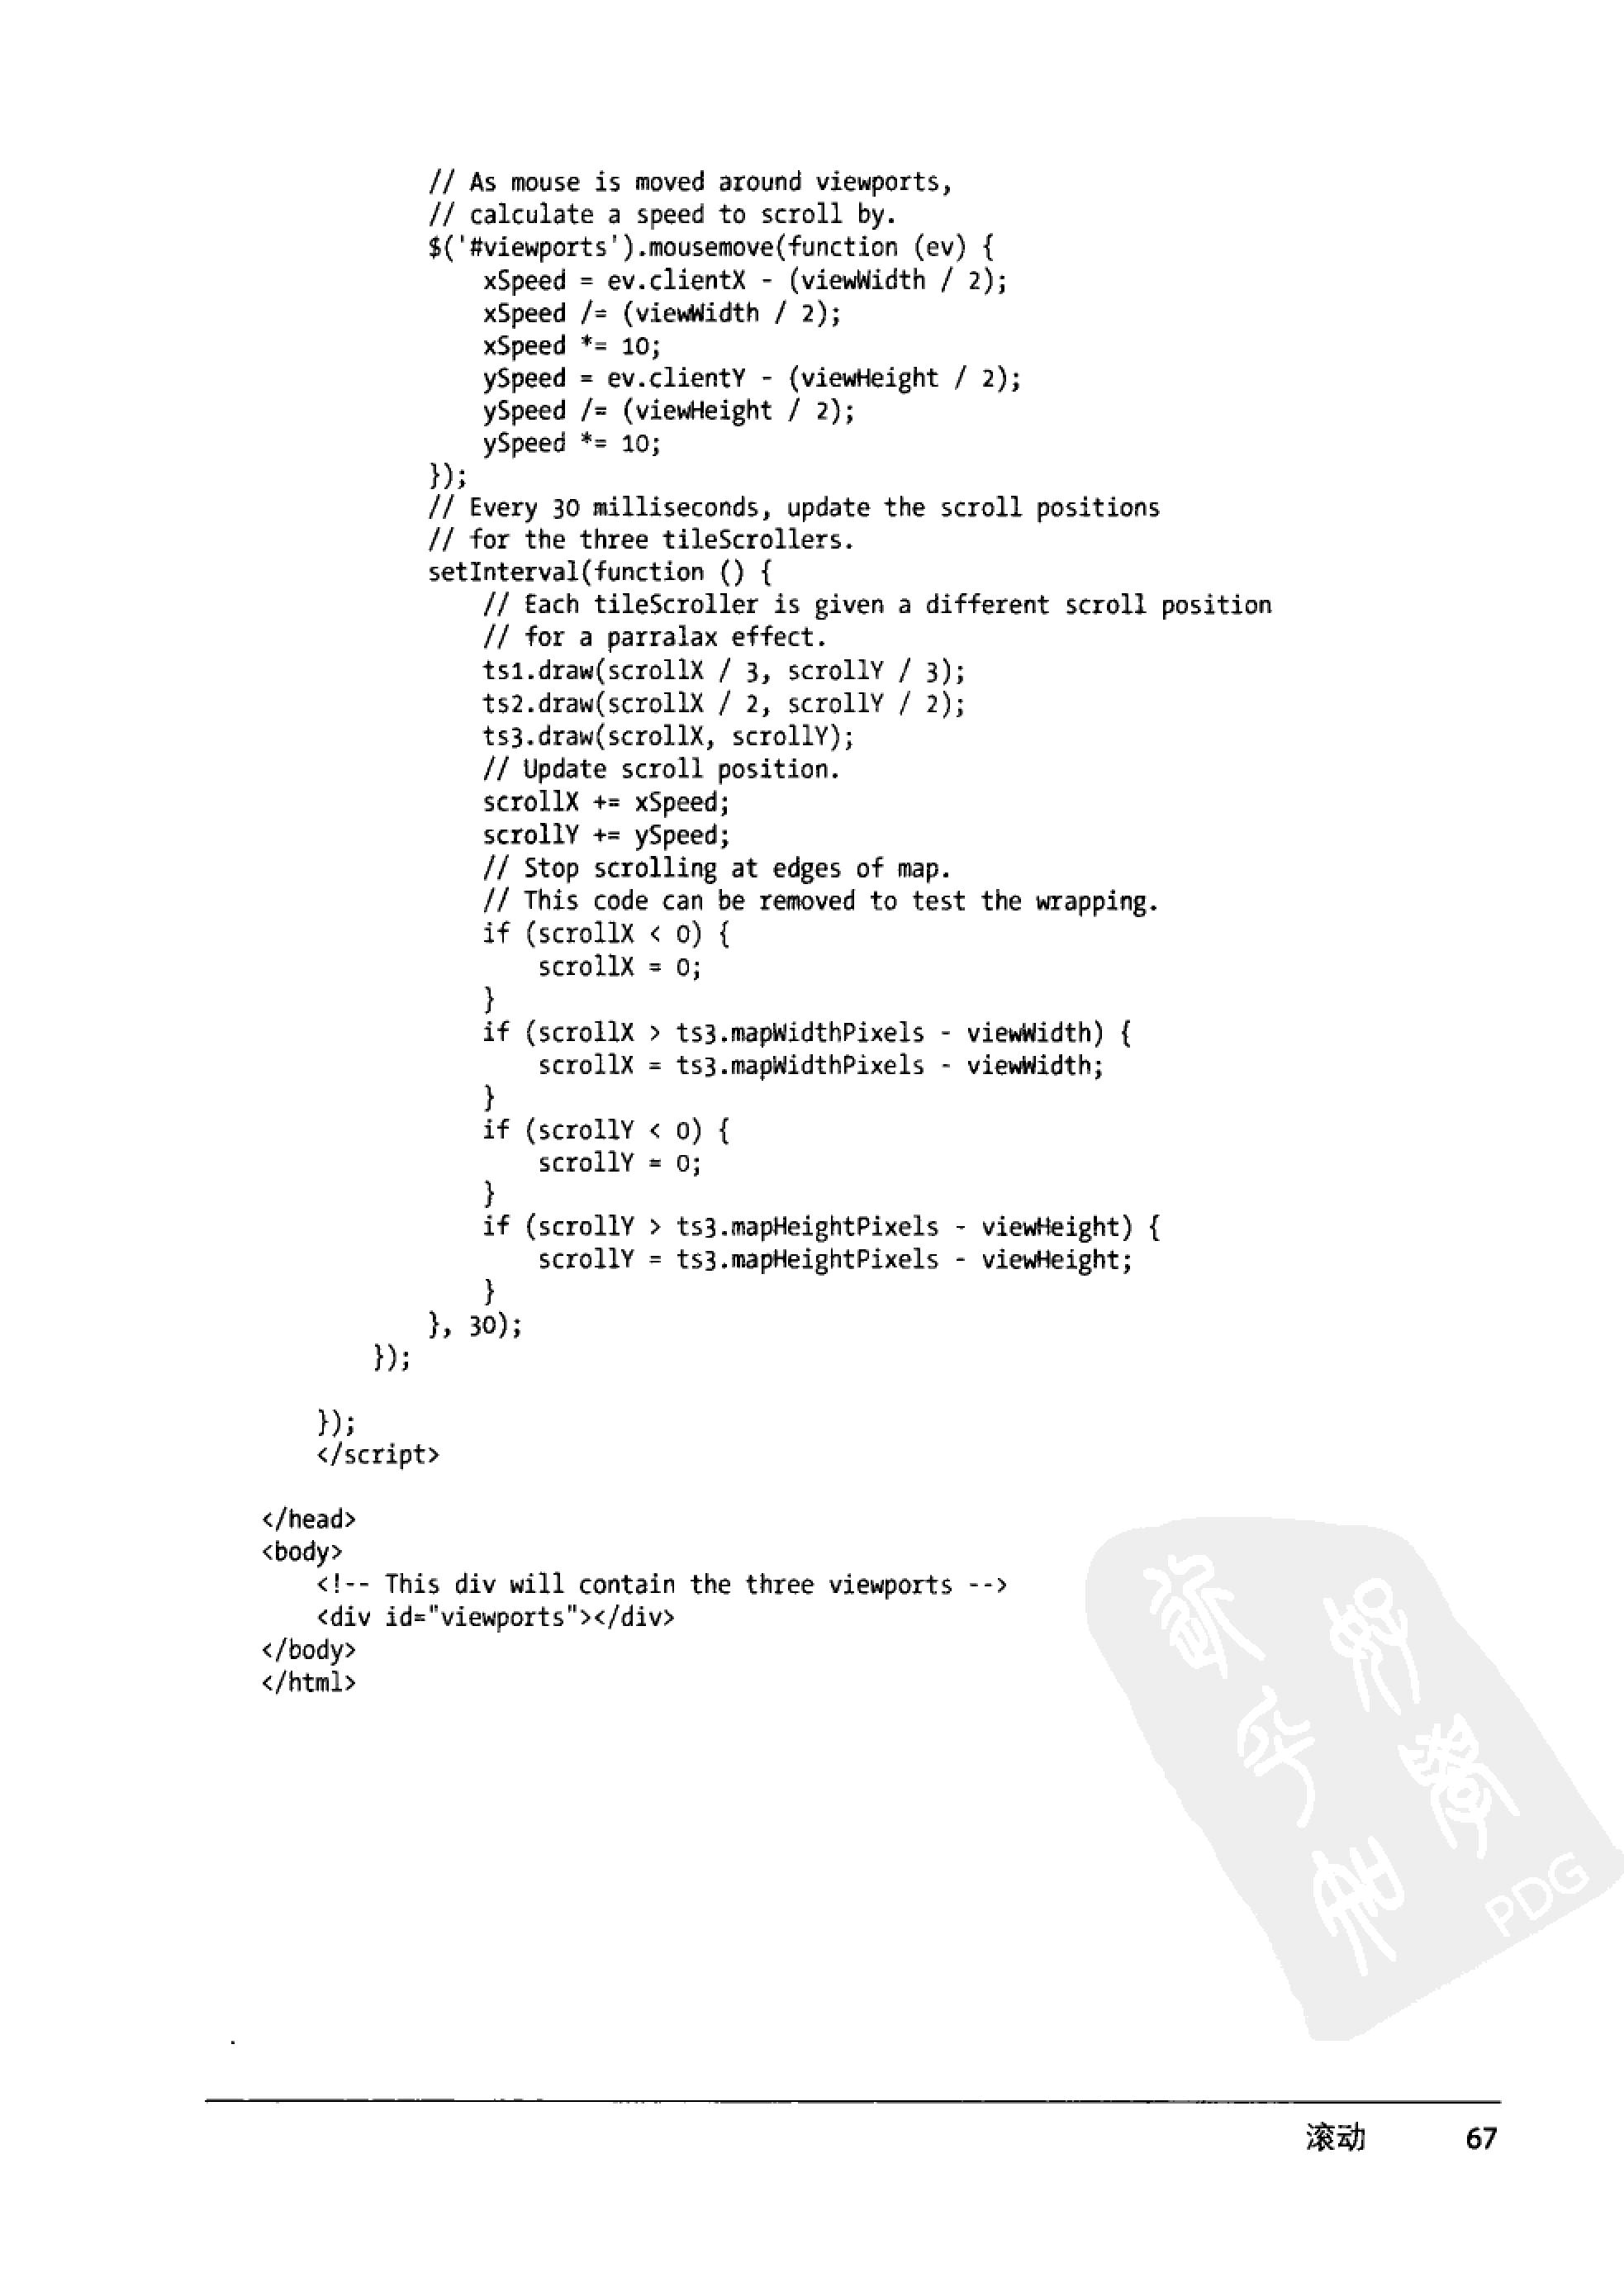 // As mouse is moved around viewports,
// calculate a speed to scroll by.
$('#viewports').mousemove(function (ev) {
    xSpeed = ev.clientX - (viewWidth / 2);
    xSpeed /= (viewWidth / 2);
    xSpeed *= 10;
    ySpeed = ev.clientY - (viewHeight / 2);
    ySpeed /= (viewHeight / 2);
    ySpeed *= 10;
});
// Every 30 milliseconds, update the scroll positions
// for the three tileScrollers.
setInterval(function () {
    // Each tileScroller is given a different scroll position
    // for a parralax effect.
    ts1.draw(scrollX / 3, scrollY / 3);
    ts2.draw(scrollX / 2, scrollY / 2);
    ts3.draw(scrollX, scrollY);
    // Update scroll position.
    scrollX += xSpeed;
    scrollY += ySpeed;
    // Stop scrolling at edges of map.
    // This code can be removed to test the wrapping.
    if (scrollX < 0) {
        scrollX = 0;
    }
    if (scrollX > ts3.mapWidthPixels - viewWidth) {
        scrollX = ts3.mapWidthPixels - viewWidth;
    }
    if (scrollY < 0) {
        scrollY = 0;
    }
    if (scrollY > ts3.mapHeightPixels - viewHeight) {
        scrollY = ts3.mapHeightPixels - viewHeight;
    }
}, 30);
});
});
</script>
</head>
<body>
    <!-- This div will contain the three viewports -->
    <div id="viewports"></div>
</body>
</html>
PDG
滚动 67